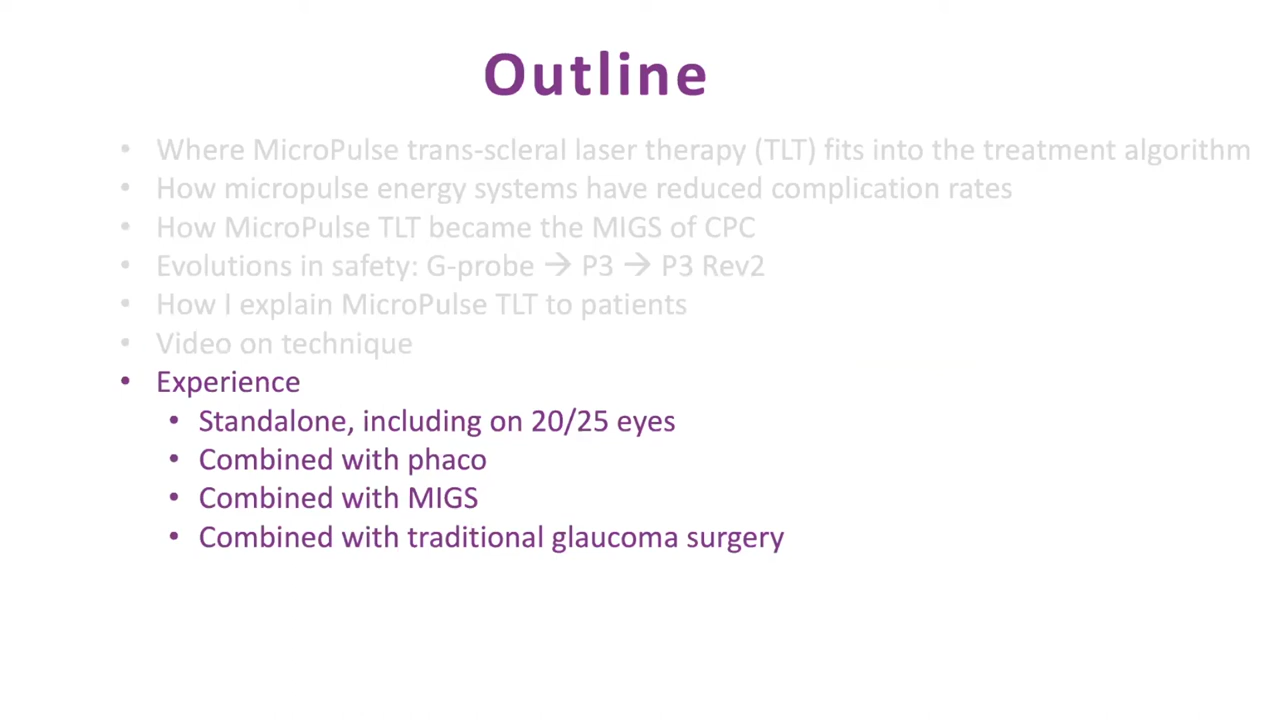 Outline
• Where MicroPulse trans-scleral laser therapy (TLT) fits into the treatment algorithm
• How micropulse energy systems have reduced complication rates
• How MicroPulse TLT became the MIGS of CPC
• Evolutions in safety: G-probe → P3 → P3 Rev2
• How I explain MicroPulse TLT to patients
• Video on technique
• Experience
• Standalone, including on 20/25 eyes
• Combined with phaco
• Combined with MIGS
• Combined with traditional glaucoma surgery